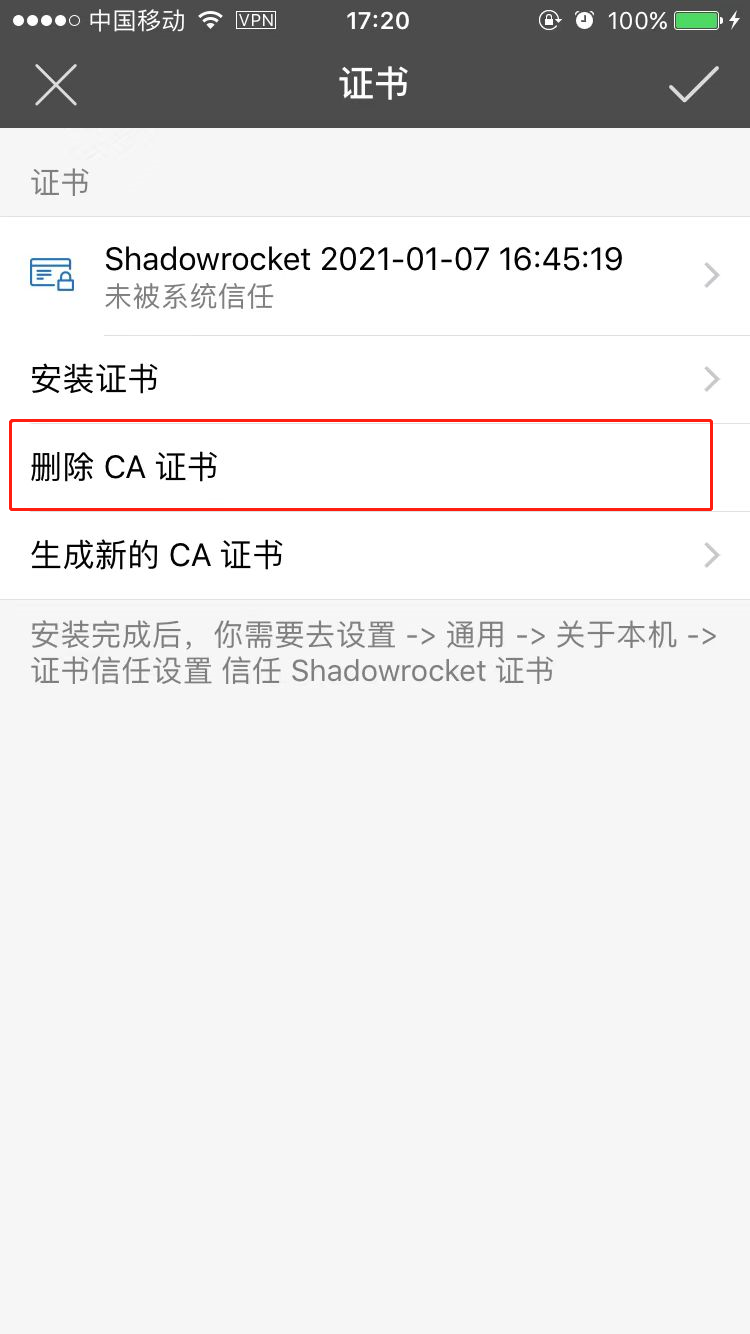 中国移动 VPN 17:20 100%
证书
证书
Shadowrocket 2021-01-07 16:45:19
未被系统信任
安装证书
删除 CA 证书
生成新的 CA 证书
安装完成后，你需要去设置 -> 通用 -> 关于本机 ->
证书信任设置 信任 Shadowrocket 证书